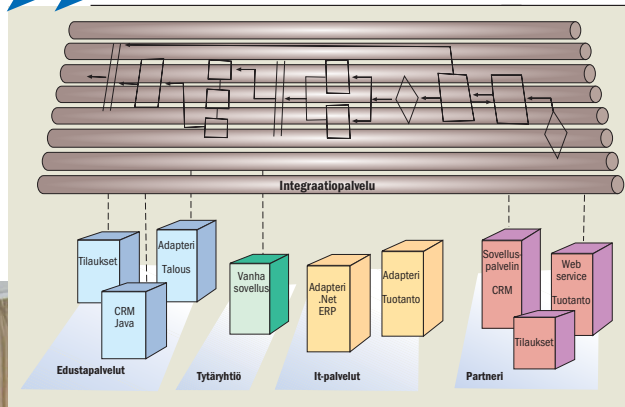 Integraatiopalvelu
Tilaukset
CRM
Java
Adapteri
Talous
Vanha
sovellus
Adapteri
.Net
ERP
Adapteri
Tuotanto
Sovellus-
palvelin
CRM
Web
service
Tuotanto
Tilaukset
Edustapalvelut
Tytäryhtiö
It-palvelut
Partneri